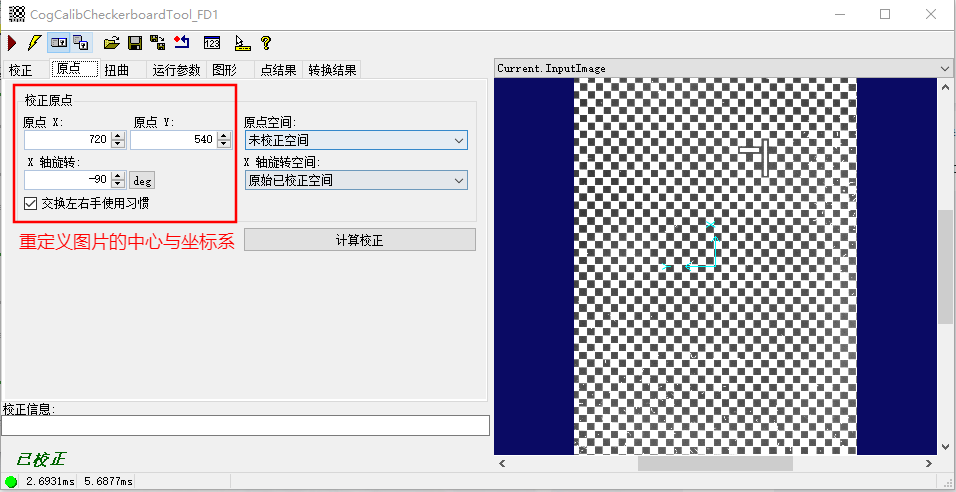 CogCalibCheckerboardTool_FD1
123
校正 原点 扭曲 运行参数 图形 点结果 转换结果
校正原点
原点 X: 原点 Y:
720 540
X 轴旋转:
-90 deg
交换左右手使用习惯
原点空间:
未校正空间
X 轴旋转空间:
原始已校正空间
重定义图片的中心与坐标系
计算校正
Current.InputImage
校正信息:
已校正
2.6931ms 5.6877ms